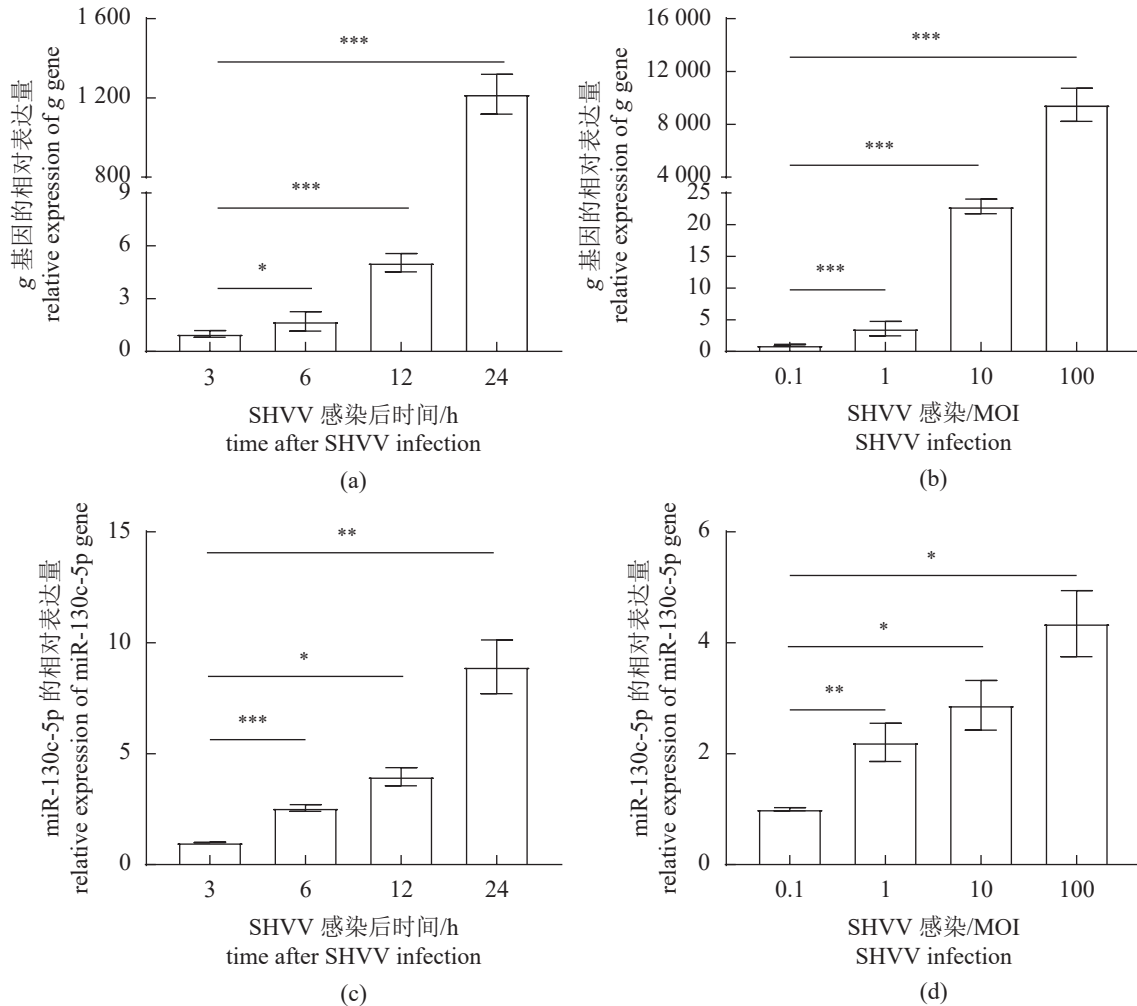 g 基因的相对表达量
relative expression of g gene
1 600
1 200
800
9
6
3
0
***
***
*
3 6 12 24
SHVV 感染后时间/h
time after SHVV infection
(a)
g 基因的相对表达量
relative expression of g gene
16 000
12 000
8 000
4 000
25
20
15
10
5
0
***
***
***
0.1 1 10 100
SHVV 感染/MOI
SHVV infection
(b)
miR-130c-5p 的相对表达量
relative expression of miR-130c-5p gene
15
10
5
0
**
*
***
3 6 12 24
SHVV 感染后时间/h
time after SHVV infection
(c)
miR-130c-5p 的相对表达量
relative expression of miR-130c-5p gene
6
4
2
0
*
*
**
0.1 1 10 100
SHVV 感染/MOI
SHVV infection
(d)